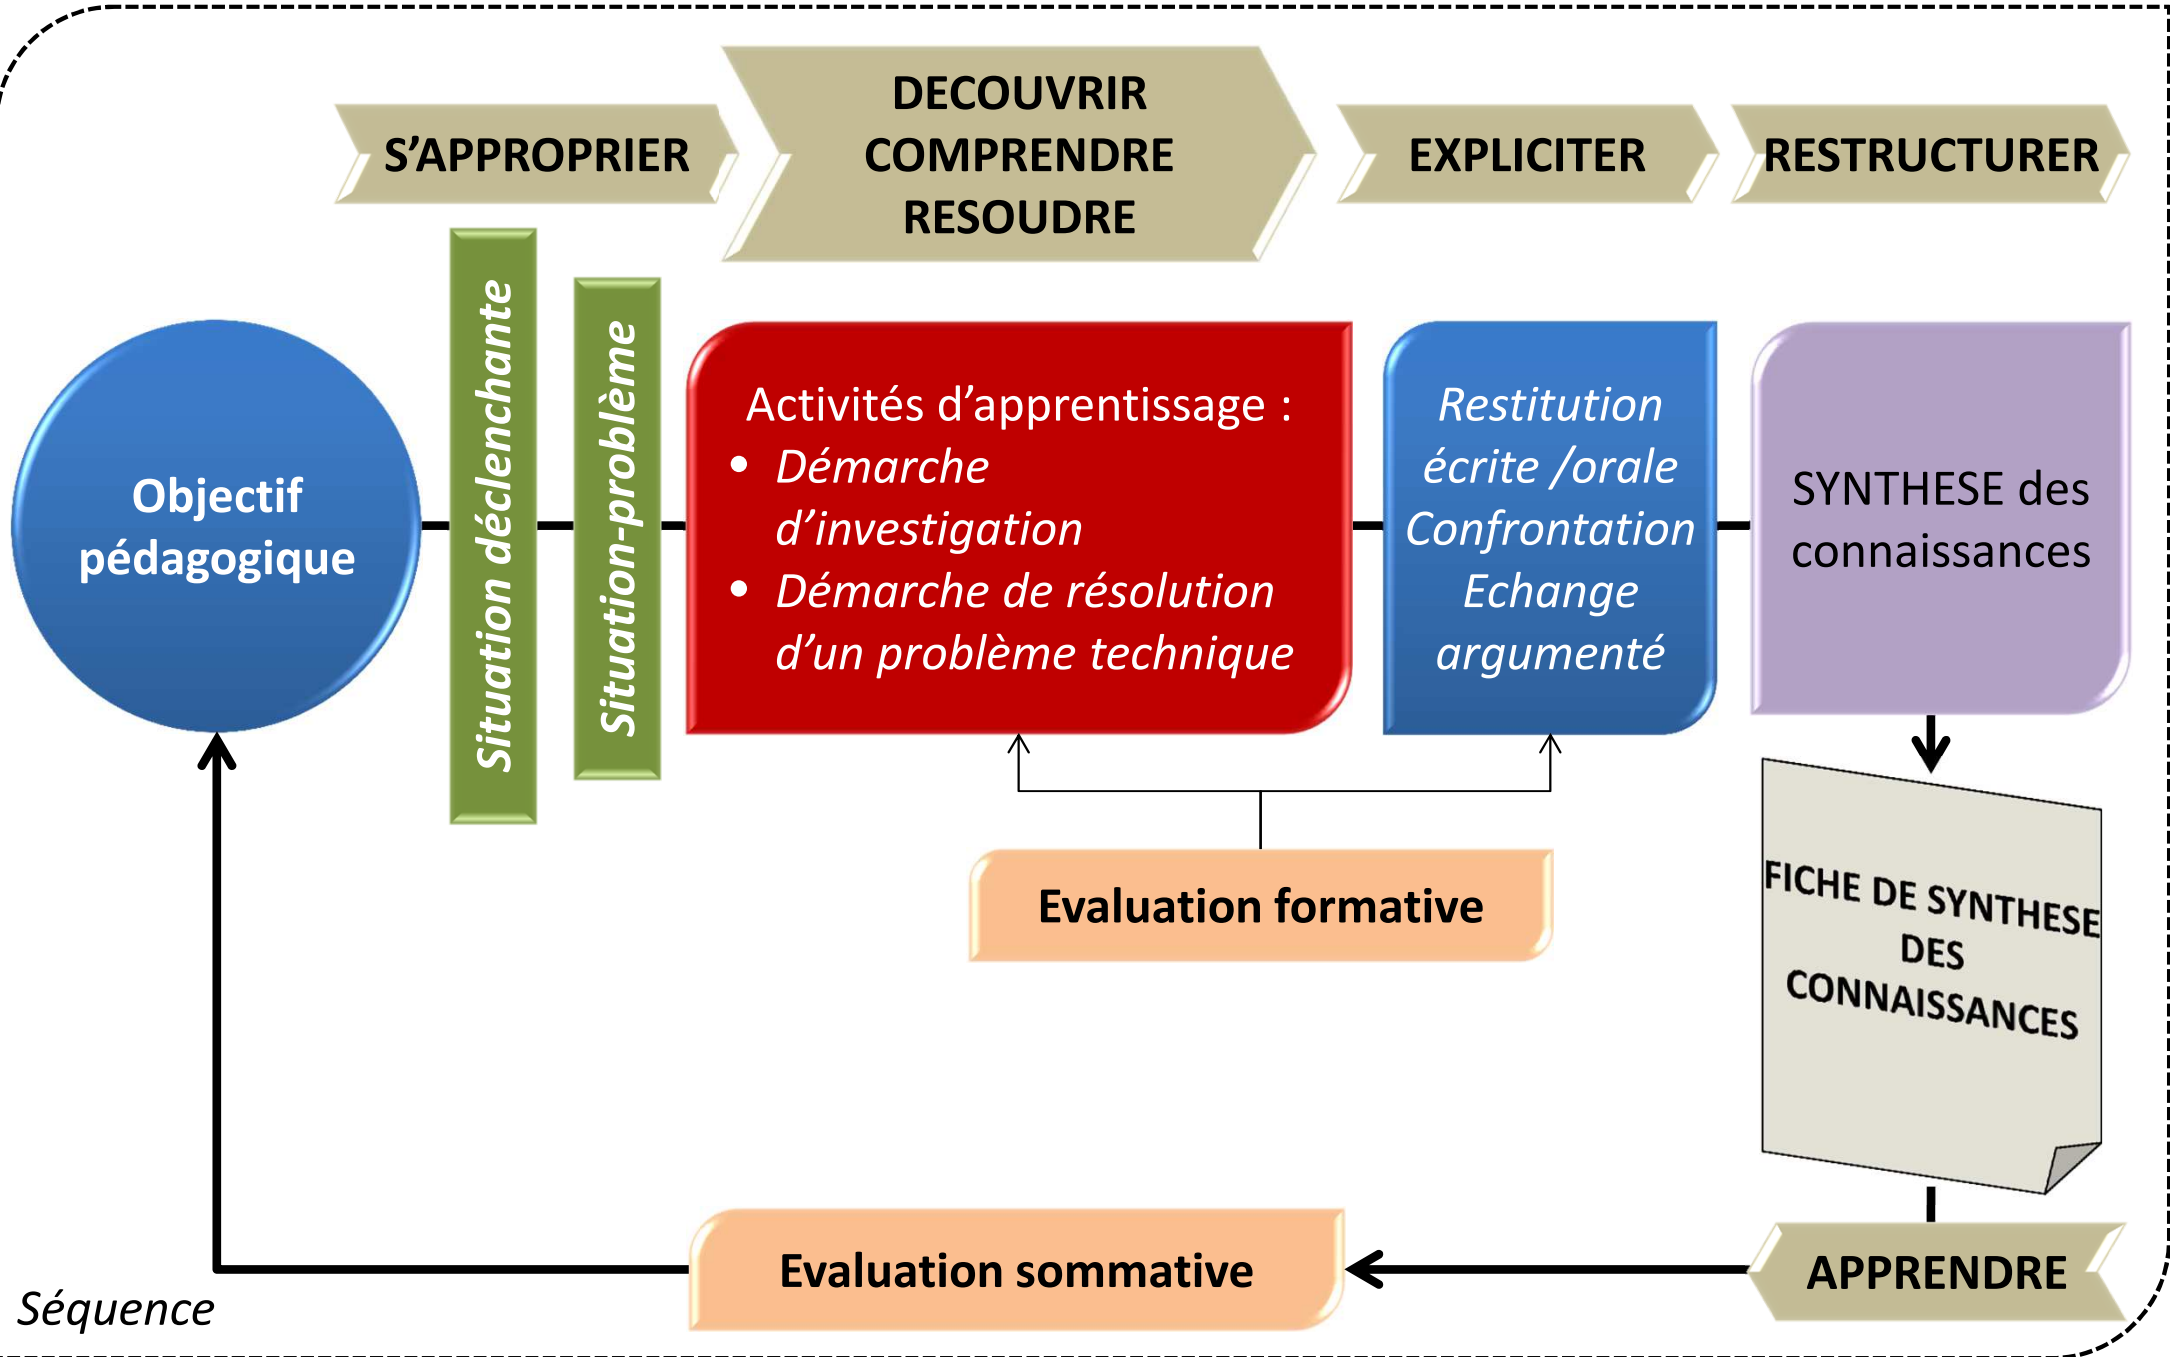 S’APPROPRIER
DECOUVRIR
COMPRENDRE
RESOUDRE
EXPLICITER
RESTRUCTURER
Objectif
pédagogique
Situation déclenchante
Situation-problème
Activités d’apprentissage :
• Démarche
d’investigation
• Démarche de résolution
d’un problème technique
Restitution
écrite /orale
Confrontation
Echange
argumenté
SYNTHESE des
connaissances
Evaluation formative
FICHE DE SYNTHESE
DES
CONNAISSANCES
Evaluation sommative
APPRENDRE
Séquence